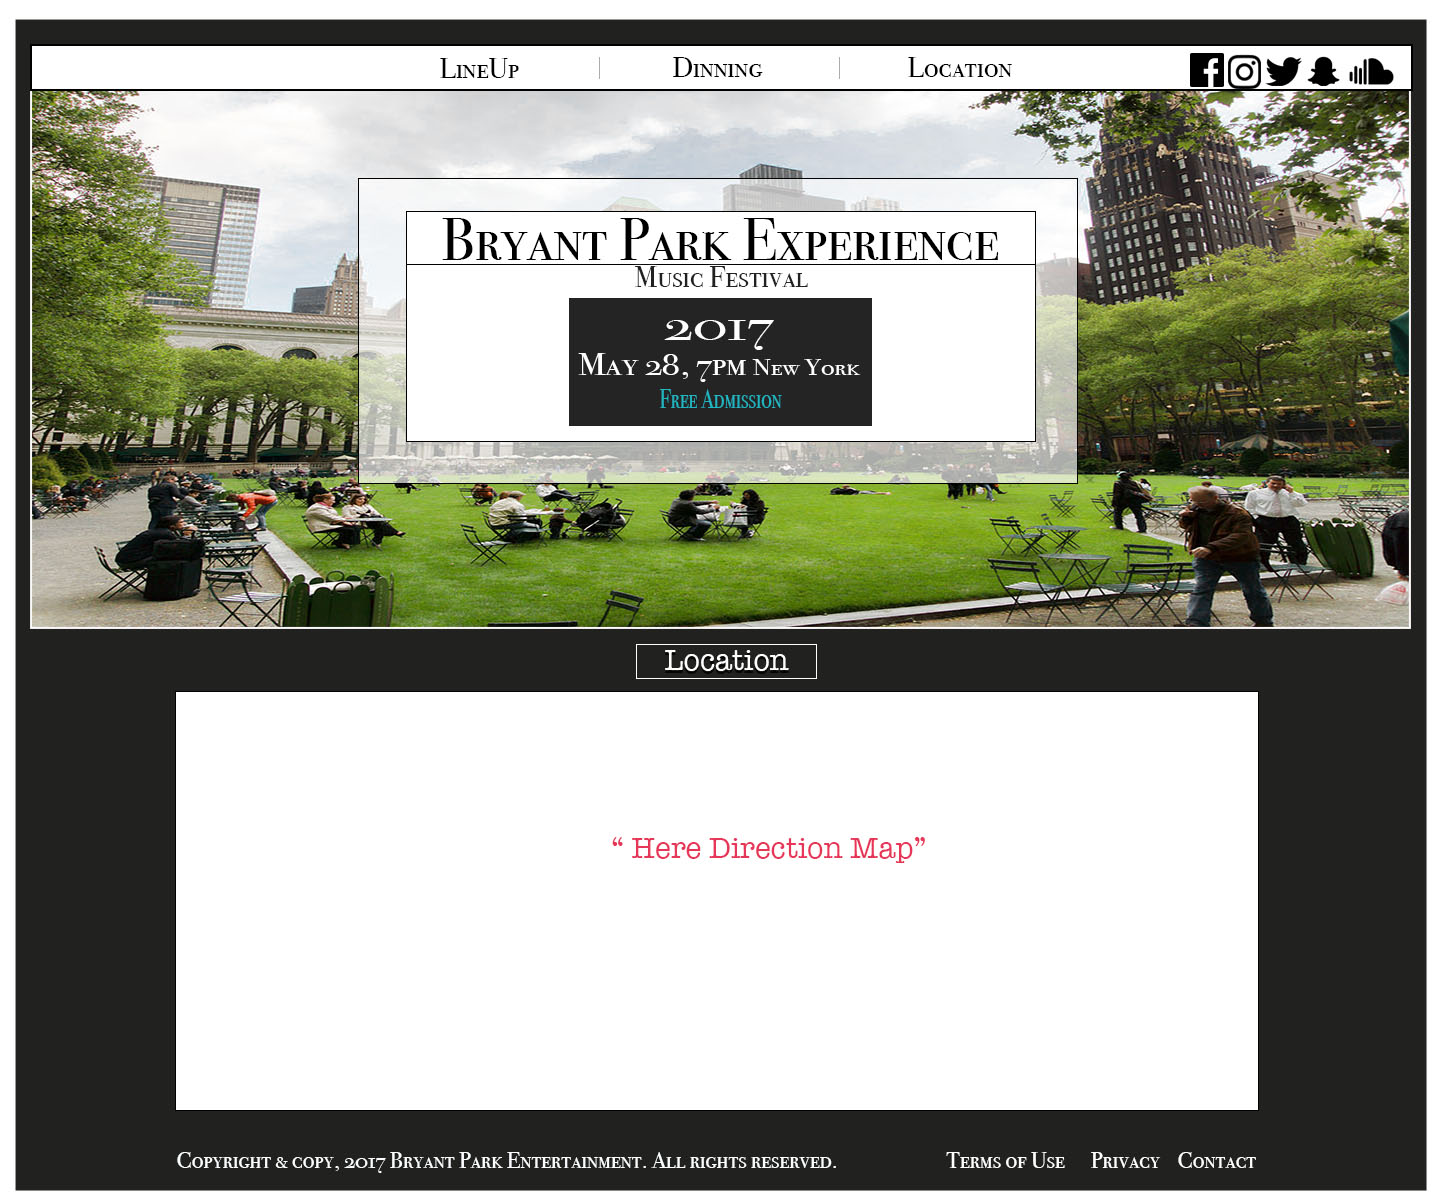 LineUp
Dinning
Location
Bryant Park Experience
Music Festival
2017
May 28, 7pm New York
Free Admission
Location
“ Here Direction Map”
Copyright & copy, 2017 Bryant Park Entertainment. All rights reserved.
Terms of Use
Privacy
Contact